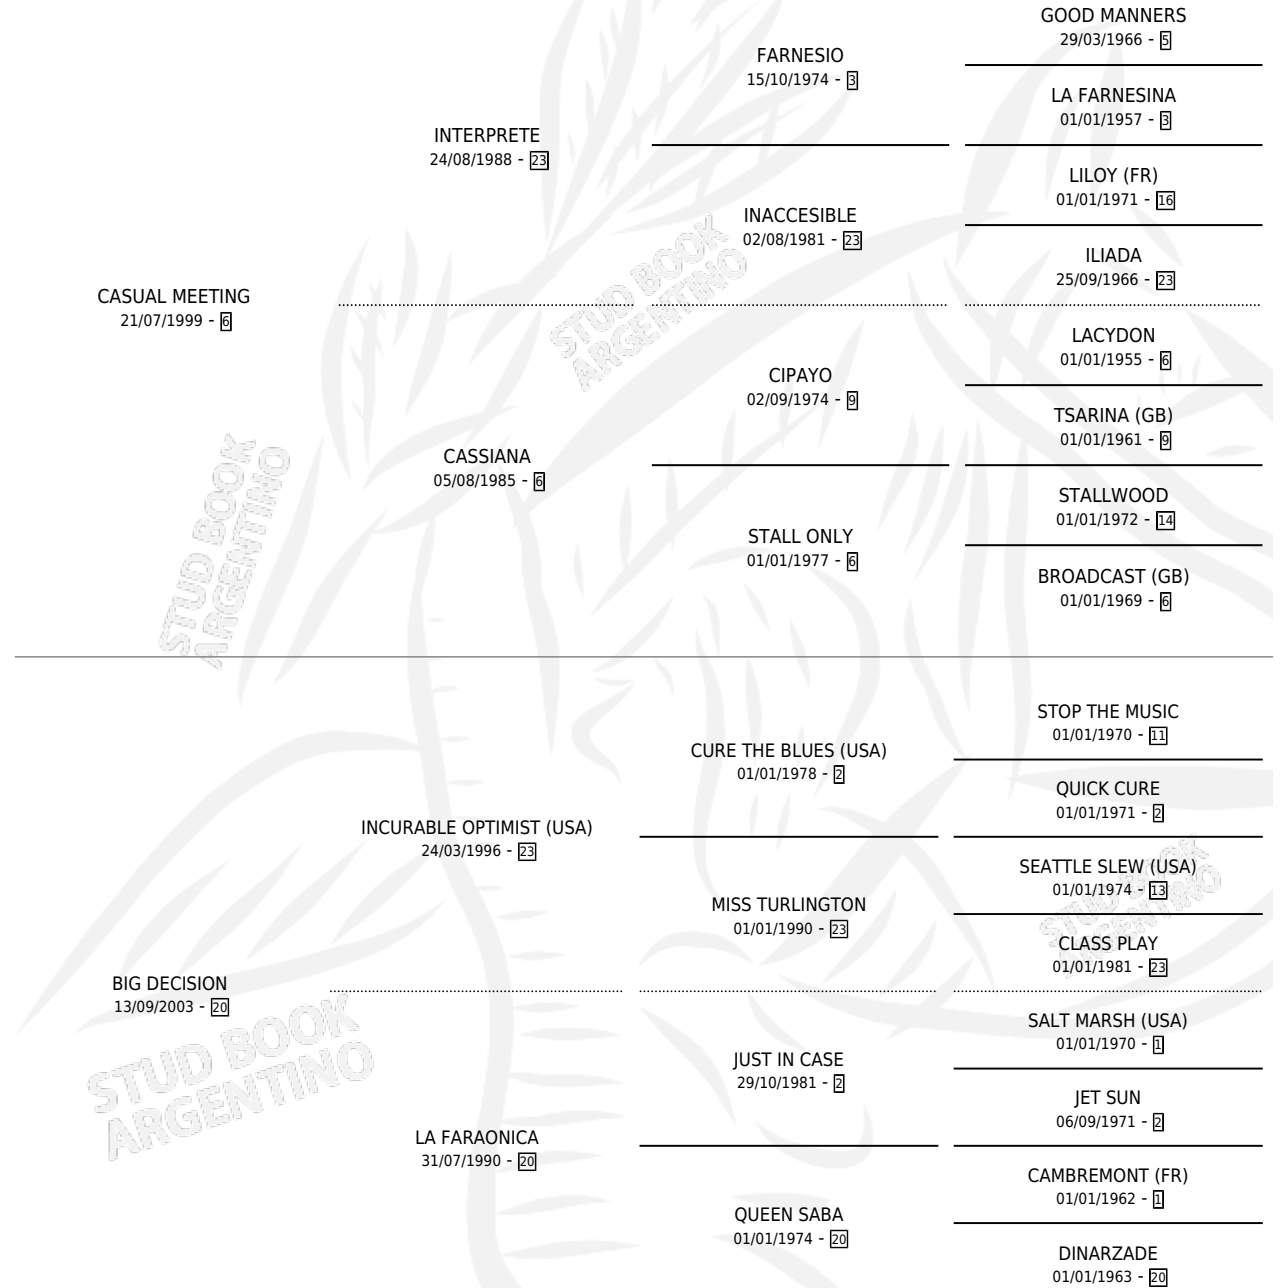 GOOD MANNERS
29/03/1966 - 5
FARNESIO
15/10/1974 - 3
LA FARNESINA
01/01/1957 - 3
INTERPRETE
24/08/1988 - 23
LILOY (FR)
01/01/1971 - 16
INACCESIBLE
02/08/1981 - 23
ILIADA
25/09/1966 - 23
CASUAL MEETING
21/07/1999 - 6
LACYDON
01/01/1955 - 6
CIPAYO
02/09/1974 - 9
TSARINA (GB)
01/01/1961 - 9
CASSIANA
05/08/1985 - 6
STALLWOOD
01/01/1972 - 14
STALL ONLY
01/01/1977 - 6
BROADCAST (GB)
01/01/1969 - 6
STOP THE MUSIC
01/01/1970 - 11
CURE THE BLUES (USA)
01/01/1978 - 2
QUICK CURE
01/01/1971 - 2
INCURABLE OPTIMIST (USA)
24/03/1996 - 23
SEATTLE SLEW (USA)
01/01/1974 - 13
MISS TURLINGTON
01/01/1990 - 23
CLASS PLAY
01/01/1981 - 23
BIG DECISION
13/09/2003 - 20
SALT MARSH (USA)
01/01/1970 - 1
JUST IN CASE
29/10/1981 - 2
JET SUN
06/09/1971 - 2
LA FARAONICA
31/07/1990 - 20
CAMBREMONT (FR)
01/01/1962 - 1
QUEEN SABA
01/01/1974 - 20
DINARZADE
01/01/1963 - 20
STUD BOOK
ARGENTINO
STUD BOOK
ARGENTINO
STUD BOOK
ARGENTINO
STUD BOOK
ARGENTINO